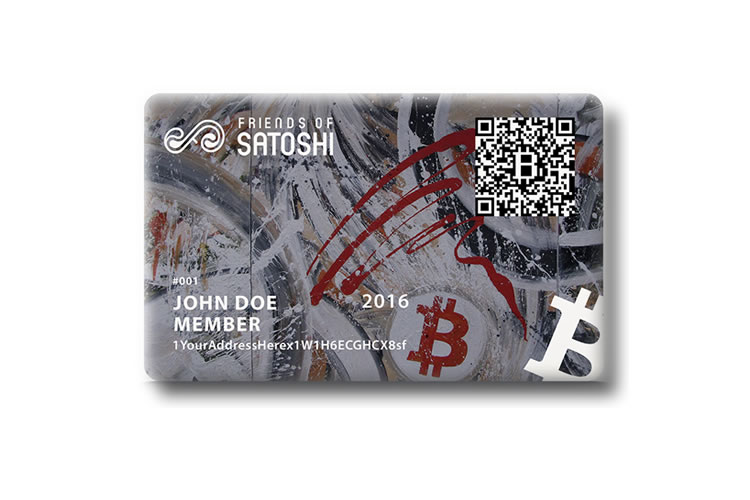 FRIENDS OF
SATOSHI
#001
JOHN DOE
2016
MEMBER
1YourAddressHerex1W1H6ECGHCX8sf